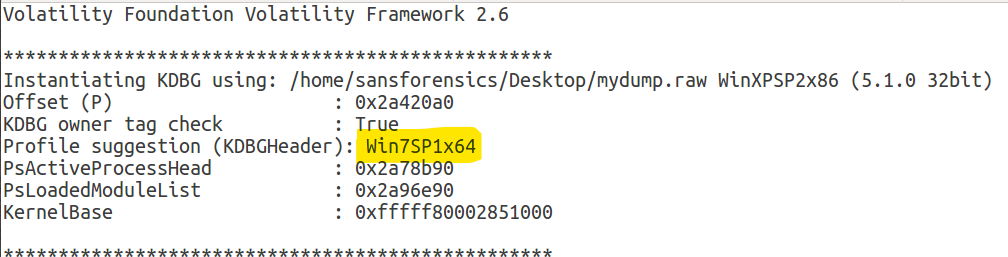 Volatility Foundation Volatility Framework 2.6
**************************************************
Instantiating KDBG using: /home/sansforensics/Desktop/mydump.raw WinXPSP2x86 (5.1.0 32bit)
Offset (P)                    : 0x2a420a0
KDBG owner tag check          : True
Profile suggestion (KDBGHeader): Win7SP1x64
PsActiveProcessHead           : 0x2a78b90
PsLoadedModuleList            : 0x2a96e90
KernelBase                    : 0xfffff80002851000
**************************************************